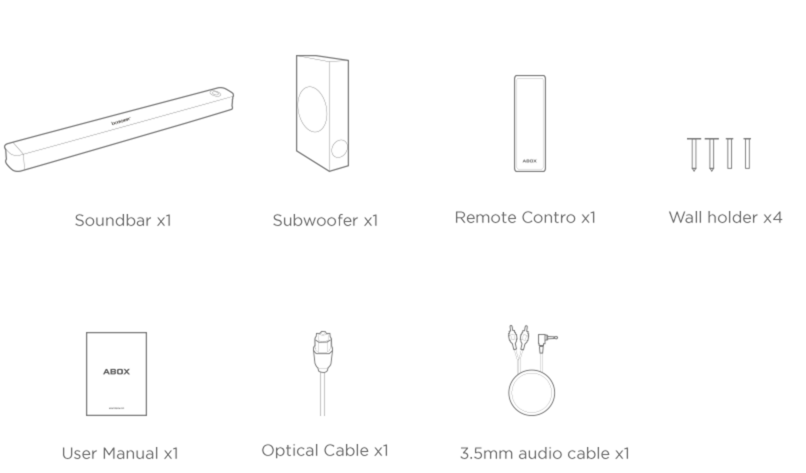 ABOX
Soundbar x1
Subwoofer x1
Remote Contro x1
Wall holder x4
ABOX
User Manual x1
Optical Cable x1
3.5mm audio cable x1